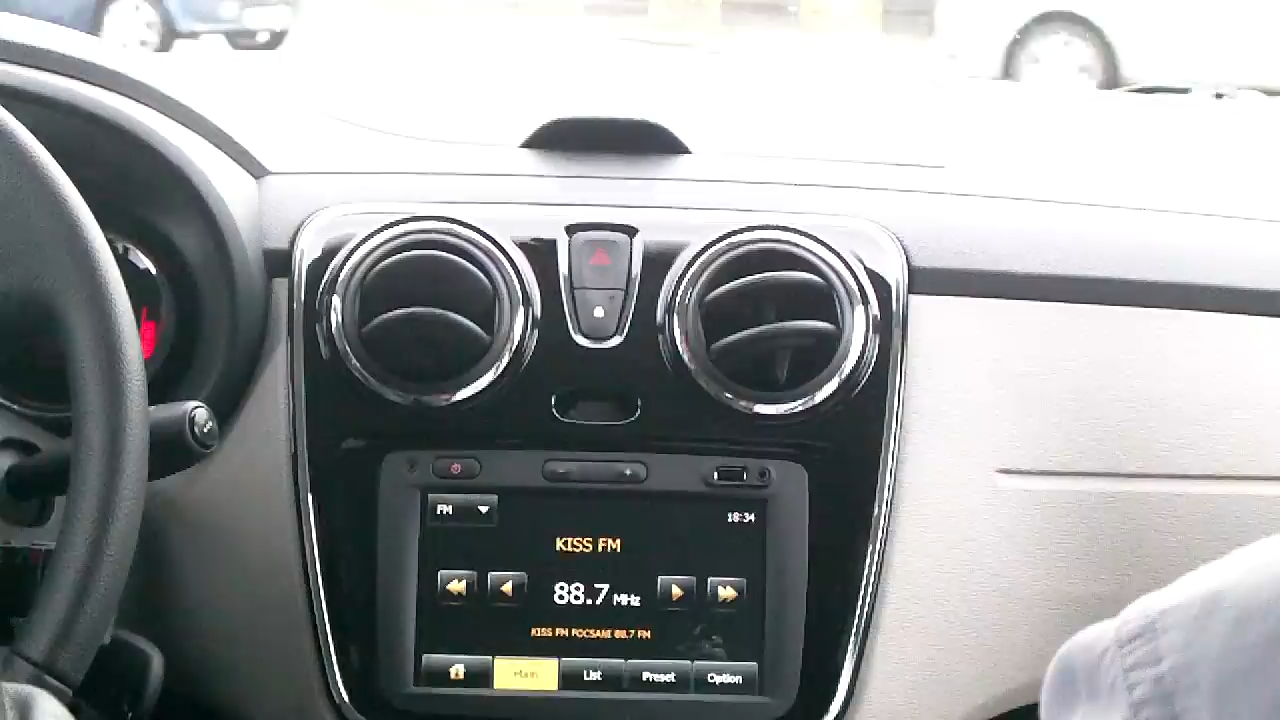 FM
18:34
KISS FM
88.7 MHz
KISS FM FOCSANI 88.7 FM
Main List Preset Option